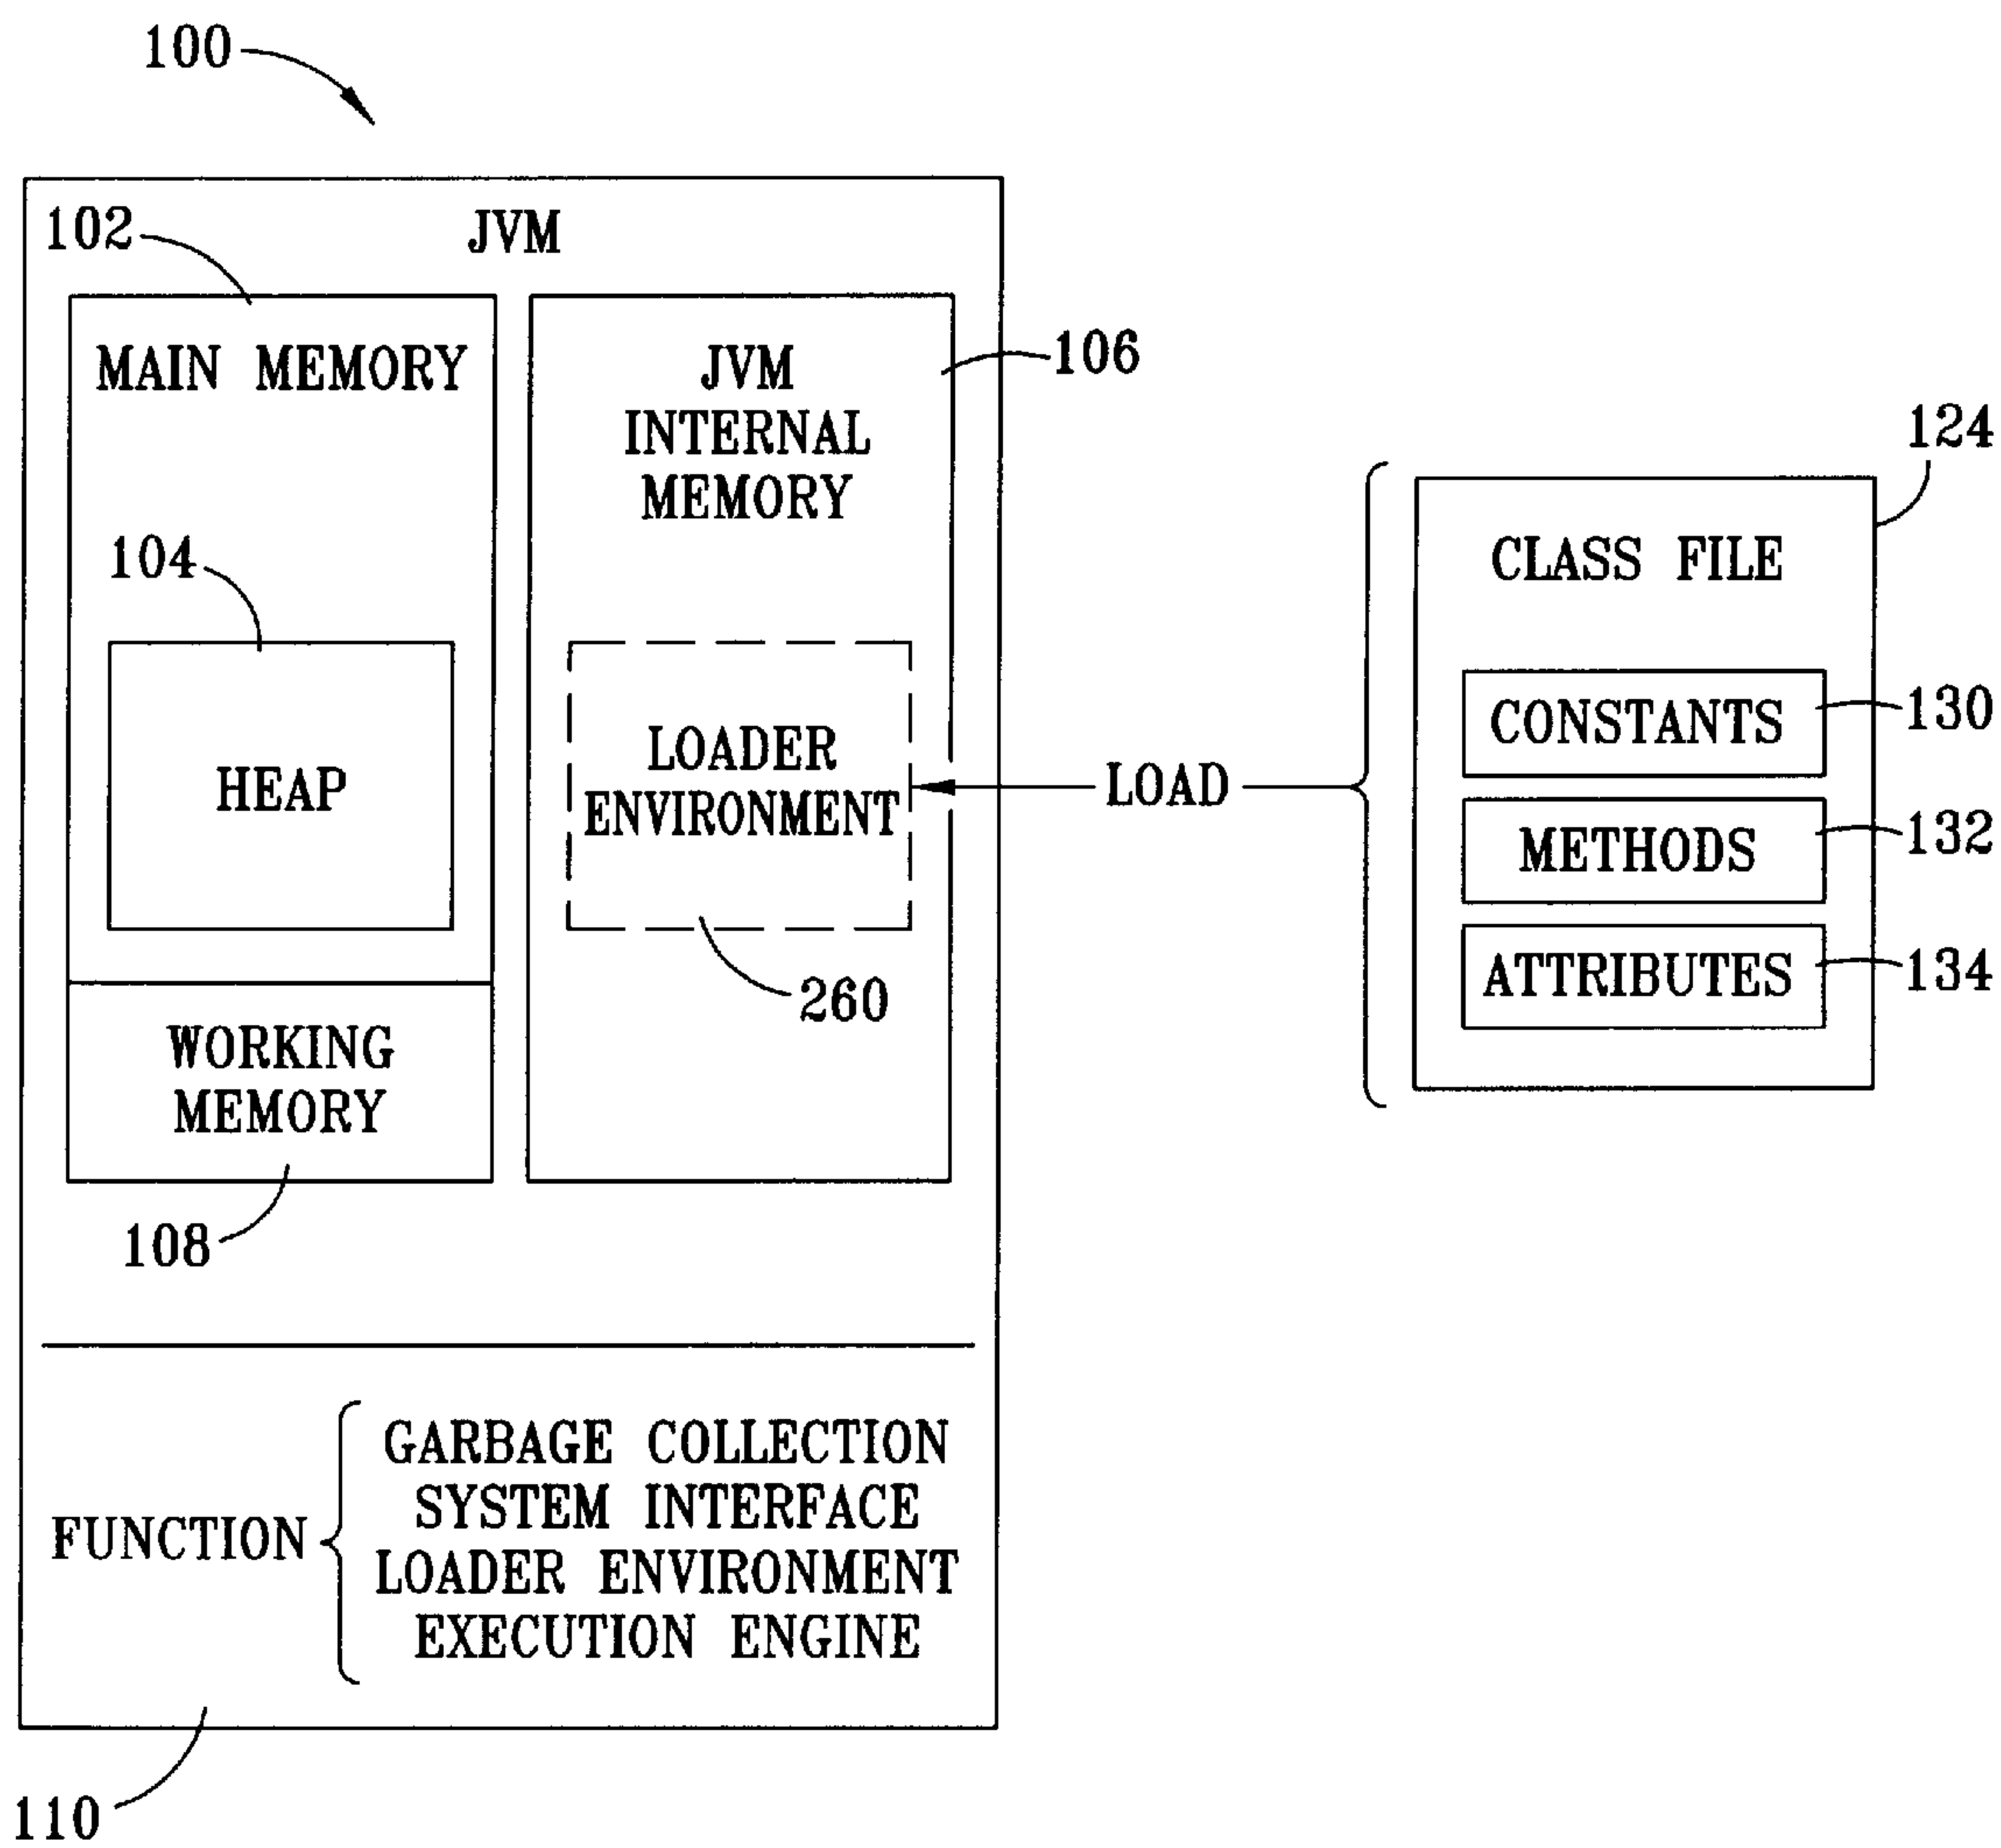 100
JVM
102
MAIN MEMORY
JVM
INTERNAL
MEMORY
106
104
HEAP
LOADER
ENVIRONMENT
260
LOAD
124
CLASS FILE
CONSTANTS
130
METHODS
132
ATTRIBUTES
134
WORKING
MEMORY
108
FUNCTION
GARBAGE COLLECTION
SYSTEM INTERFACE
LOADER ENVIRONMENT
EXECUTION ENGINE
110